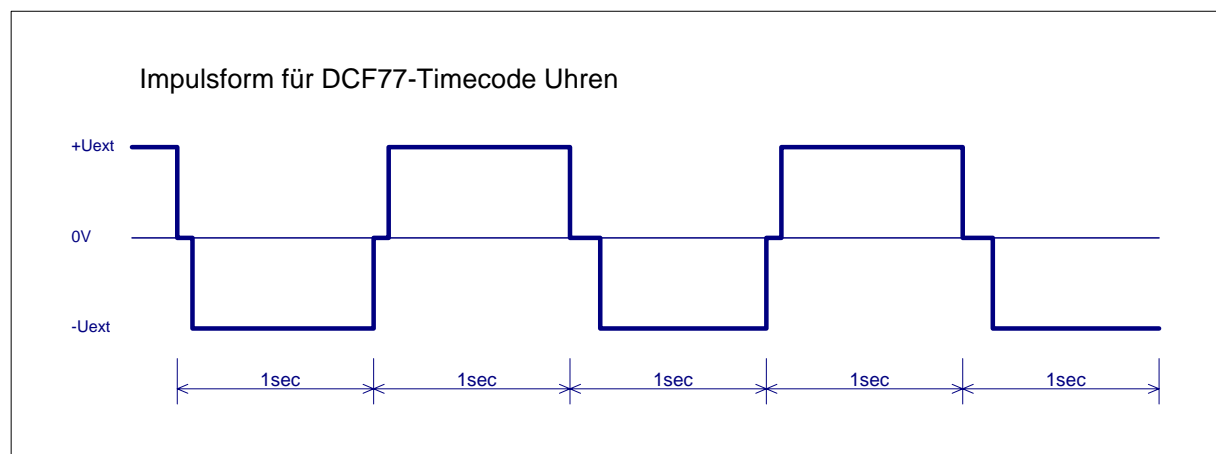 Impulsform für DCF77-Timecode Uhren
+Uext
0V
-Uext
1sec 1sec 1sec 1sec 1sec